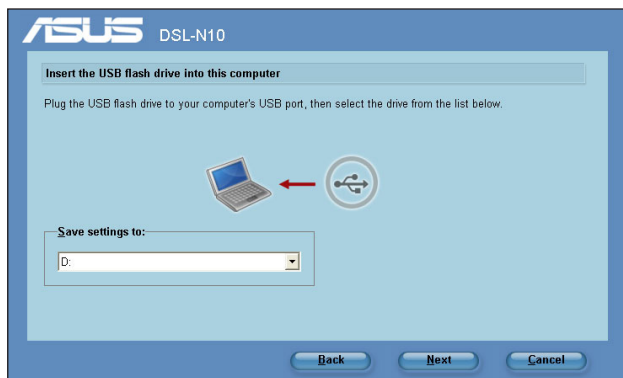 ASUS DSL-N10
Insert the USB flash drive into this computer
Plug the USB flash drive to your computer's USB port, then select the drive from the list below.
Save settings to:
D:
Back Next Cancel